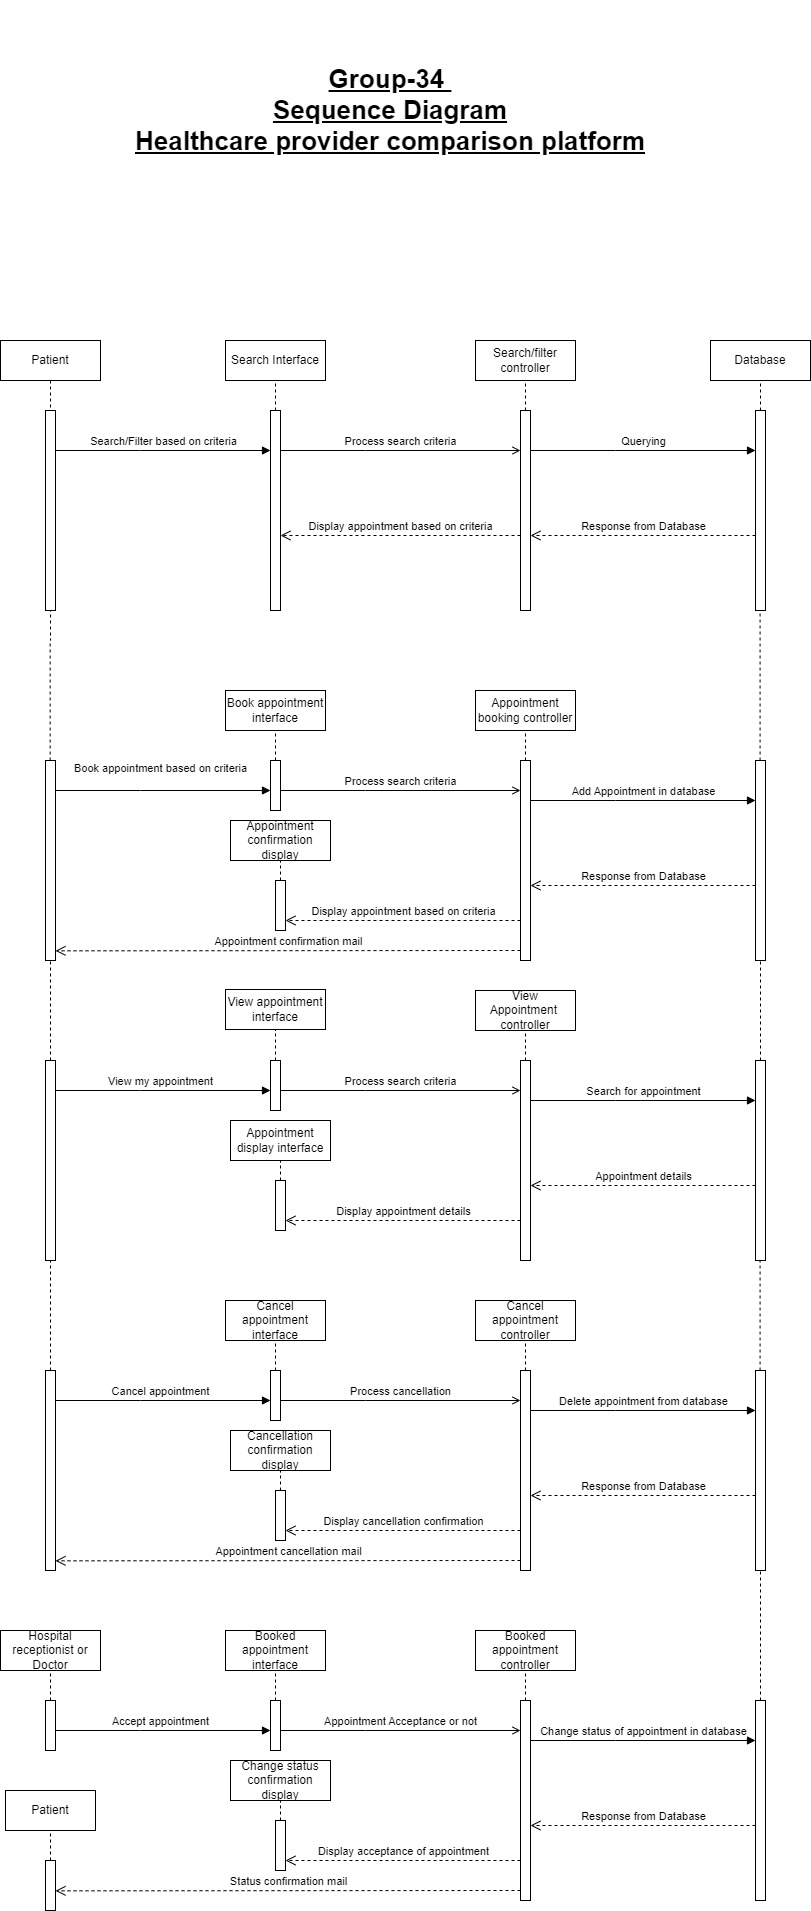 Group-34
Sequence Diagram
Healthcare provider comparison platform
Patient
Search Interface
Search/filter
controller
Database
Search/Filter based on criteria
Process search criteria
Querying
Display appointment based on criteria
Response from Database
Book appointment
interface
Appointment
booking controller
Book appointment based on criteria
Process search criteria
Add Appointment in database
Appointment
confirmation
display
Response from Database
Display appointment based on criteria
Appointment confirmation mail
View appointment
interface
View
Appointment
controller
View my appointment
Process search criteria
Search for appointment
Appointment
display interface
Appointment details
Display appointment details
Cancel
appointment
interface
Cancel
appointment
controller
Cancel appointment
Process cancellation
Delete appointment from database
Cancellation
confirmation
display
Response from Database
Display cancellation confirmation
Appointment cancellation mail
Hospital
receptionist or
Doctor
Booked
appointment
interface
Booked
appointment
controller
Accept appointment
Appointment Acceptance or not
Change status of appointment in database
Change status
confirmation
display
Patient
Response from Database
Display acceptance of appointment
Status confirmation mail